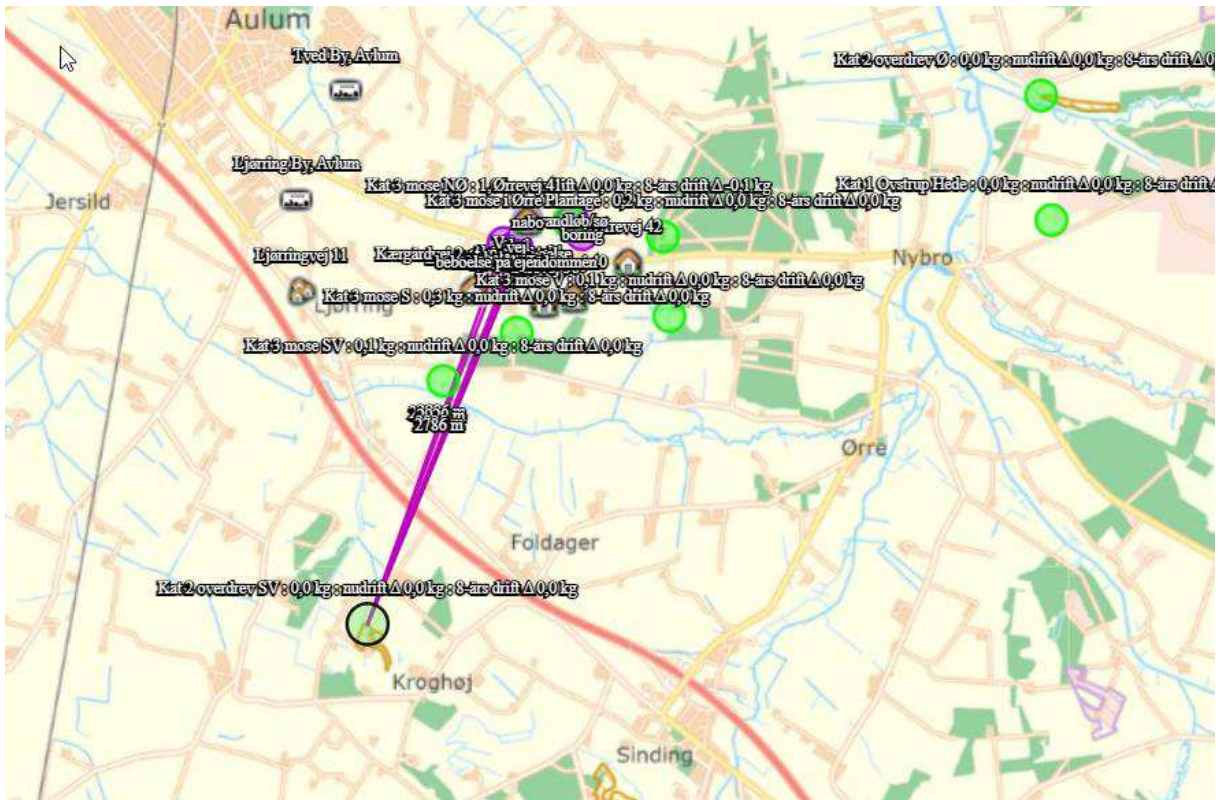 Aulum
Tved By, Avlum
Kat 2 overdrev Ø : 0,0 kg : nudrift Δ 0,0 kg : 8-års drift Δ 0,0
Ljørring By, Avlum
Kat 3 mose NØ : 1, Ørrevej 41 drift Δ 0,0 kg : 8-års drift Δ -0,1 kg
Kat 1 Ovstrup Hede : 0,0 kg : nudrift Δ 0,0 kg : 8-års drift Δ
Jersild
Kat 3 mose i Ørre Plantage : 0,2 kg : nudrift Δ 0,0 kg : 8-års drift Δ 0,0 kg
nabo
42
boring
Ljørringvej 11
Nybro
beboelse på ejendommen
Kat 3 mose V : 0,1 kg : nudrift Δ 0,0 kg : 8-års drift Δ 0,0 kg
Kat 3 mose S : 0,3 kg : nudrift Δ 0,0 kg : 8-års drift Δ 0,0 kg
Ljørring
Kat 3 mose SV : 0,1 kg : nudrift Δ 0,0 kg : 8-års drift Δ 0,0 kg
2786 m
Ørre
Foldager
Kat 2 overdrev SV : 0,0 kg : nudrift Δ 0,0 kg : 8-års drift Δ 0,0 kg
Kroghøj
Sinding